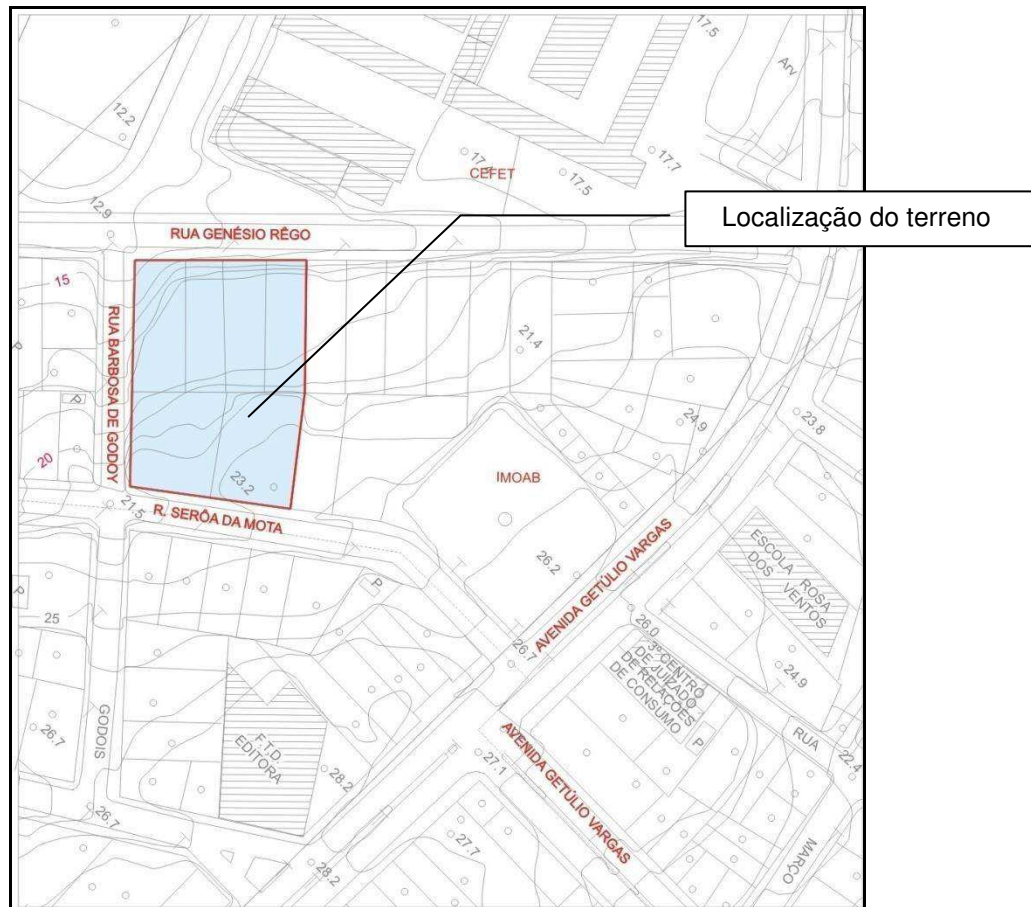 17.5
Arv
12.2
17.7
17.7
CEFET
17.5
12.9
Localização do terreno
RUA GENÉSIO RÊGO
15
RUA BARBOSA DE GODOY
21.4
P
P
24.9
23.8
20
23.2
IMOAB
21.5
R. SERÔA DA MOTA
AVENIDA GETÚLIO VARGAS
ESCOLA ROSA
DOS VENTOS
26.2
P
P
25
26.0
26.7
3º CENTRO
DE JUIZADO
DE RELAÇÕES
DE CONSUMO
P
24.9
RUA
22.4
GODOIS
26.7
F.T.D.
EDITORA
28.2
27.1
AVENIDA GETÚLIO VARGAS
26.7
28.2
27.7
MARÇO